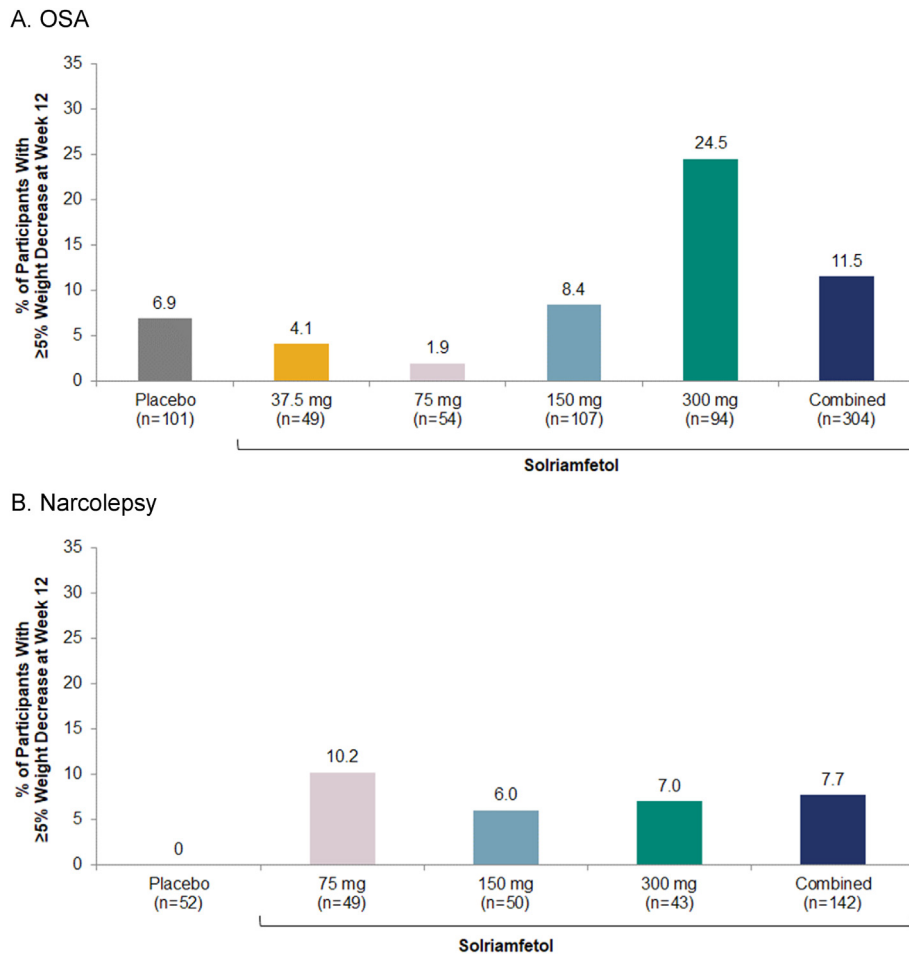 A. OSA
% of Participants With
≥5% Weight Decrease at Week 12
35
30
25
20
15
10
5
0
6.9
4.1
1.9
8.4
24.5
11.5
Placebo
(n=101)
37.5 mg
(n=49)
75 mg
(n=54)
150 mg
(n=107)
300 mg
(n=94)
Combined
(n=304)
Solriamfetol
B. Narcolepsy
% of Participants With
≥5% Weight Decrease at Week 12
35
30
25
20
15
10
5
0
0
10.2
6.0
7.0
7.7
Placebo
(n=52)
75 mg
(n=49)
150 mg
(n=50)
300 mg
(n=43)
Combined
(n=142)
Solriamfetol